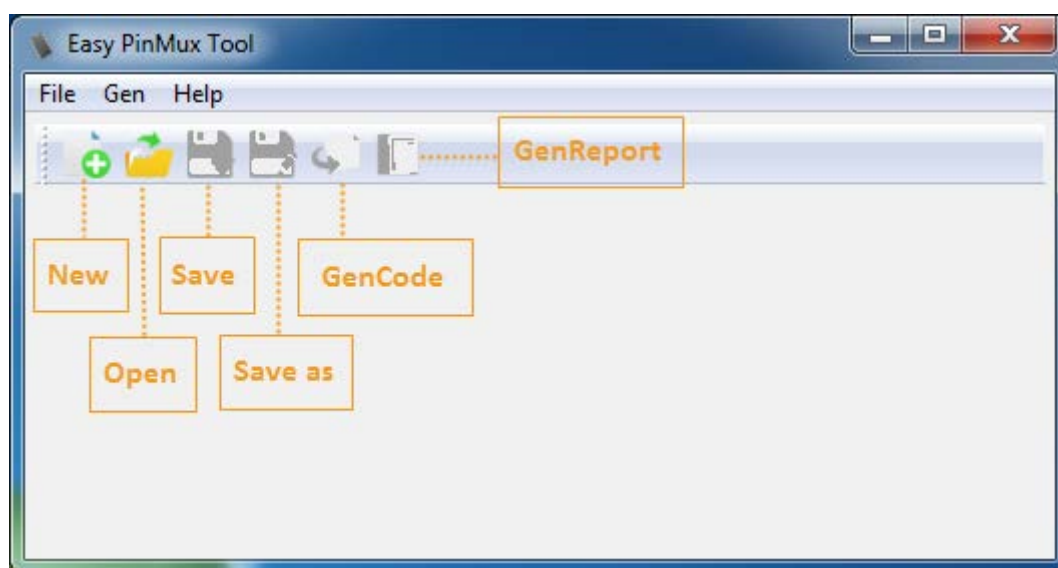 Easy PinMux Tool
File Gen Help
GenReport
New
Save
GenCode
Open
Save as